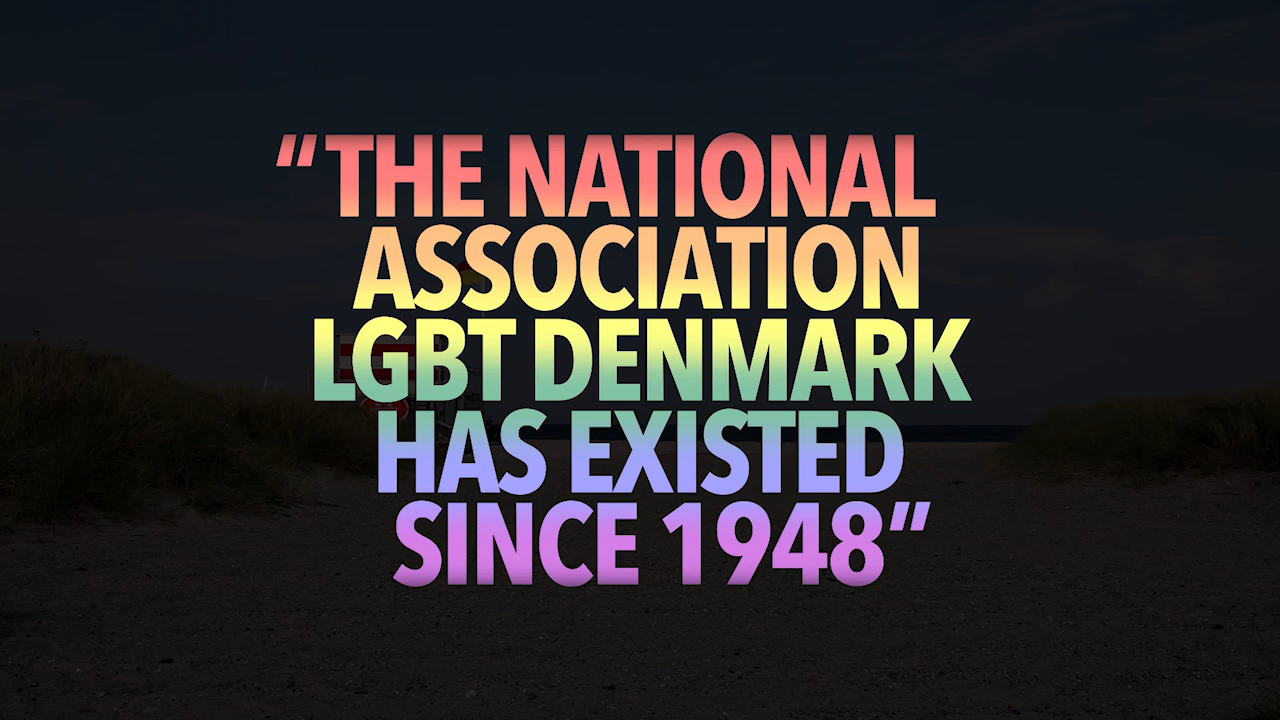 “THE NATIONAL
ASSOCIATION
LGBT DENMARK
HAS EXISTED
SINCE 1948”